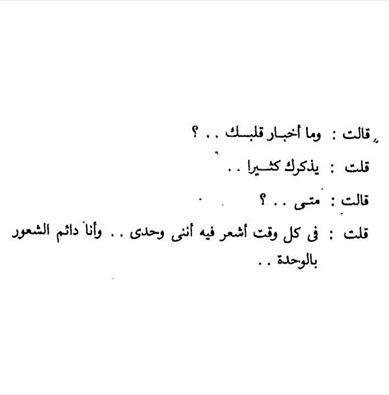 قالت : وما أخبار قلبك . . ؟
قلت : يذكرك كثيرا . .
قالت : متى . . ؟
قلت : فى كل وقت أشعر فيه أننى وحدى . . وأنا دائم الشعور
بالوحدة . .